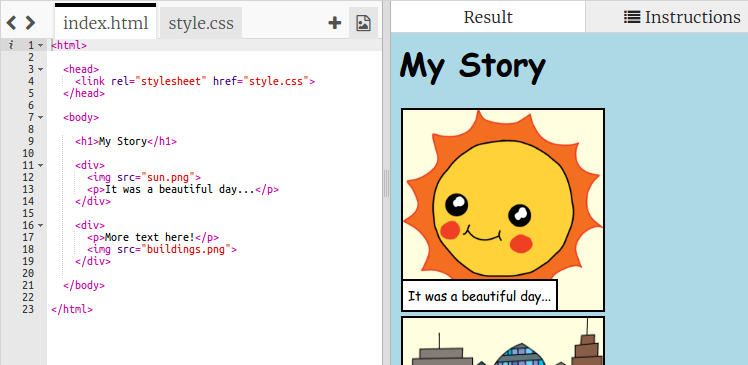 index.html style.css
Result Instructions
i 1 <html>
2
3 <head>
4 <link rel="stylesheet" href="style.css">
5 </head>
6
7 <body>
8
9 <h1>My Story</h1>
10
11 <div>
12 <img src="sun.png">
13 <p>It was a beautiful day...</p>
14 </div>
15
16 <div>
17 <p>More text here!</p>
18 <img src="buildings.png">
19 </div>
20
21 </body>
22
23 </html>
My Story
It was a beautiful day...